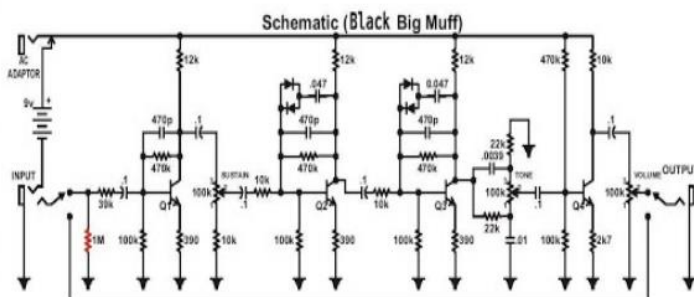 Schematic (Black Big Muff)
AC
ADAPTOR
9v
+
INPUT
1M
39k
.1
470p
470k
100k
Q1
12k
390
.1
SUSTAIN
100k
10k
.1
10k
.047
470p
470k
100k
Q2
12k
390
.1
10k
0.047
470p
470k
100k
Q3
12k
390
22k
.0039
TONE
100k
22k
.01
.1
470k
100k
Q4
10k
2k7
.1
VOLUME
100k
OUTPUT